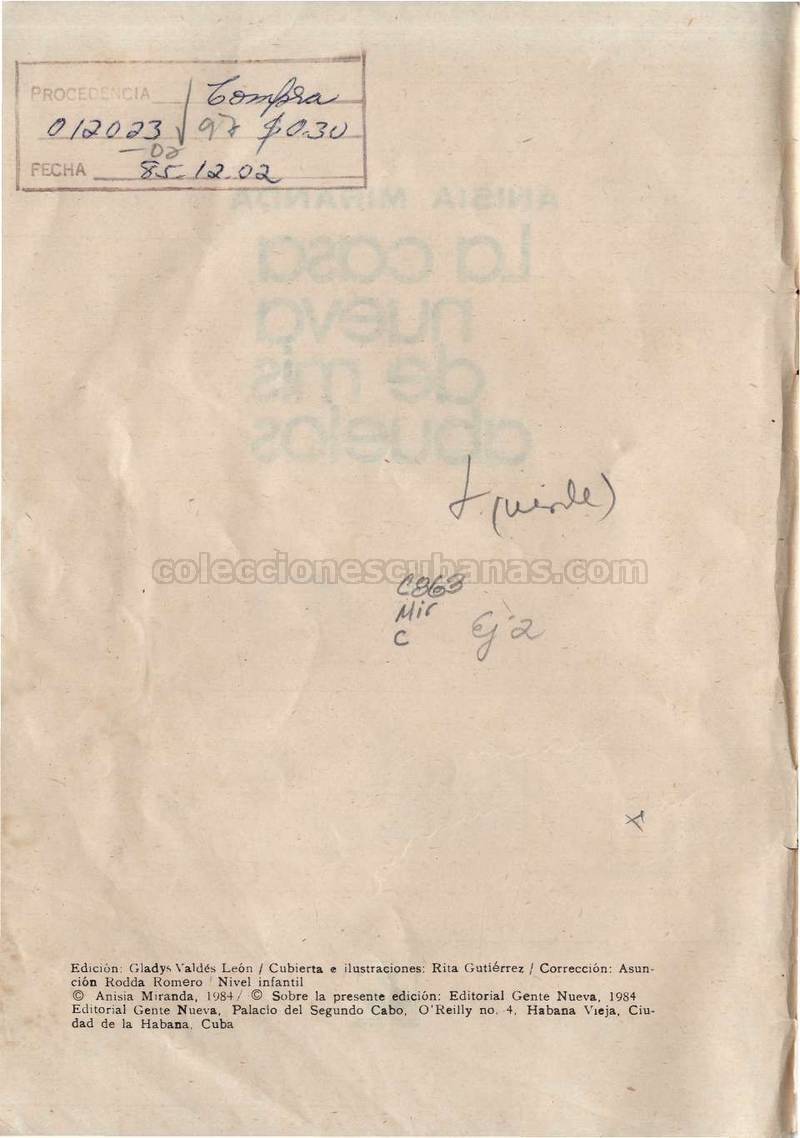 PROCEDENCIA Compra
012023 97 $0.30
-02
FECHA 85.12.02
ANISIA MIRANDA
La casa
nueva
de mis
abuelos
coleccionescubanas.com
C863
Mir
C Ej 2
Edición: Gladys Valdés León / Cubierta e ilustraciones: Rita Gutiérrez / Corrección: Asun-
ción Rodda Romero / Nivel infantil
© Anisia Miranda, 1984 / © Sobre la presente edición: Editorial Gente Nueva, 1984
Editorial Gente Nueva, Palacio del Segundo Cabo, O'Reilly no. 4, Habana Vieja, Ciu-
dad de la Habana, Cuba